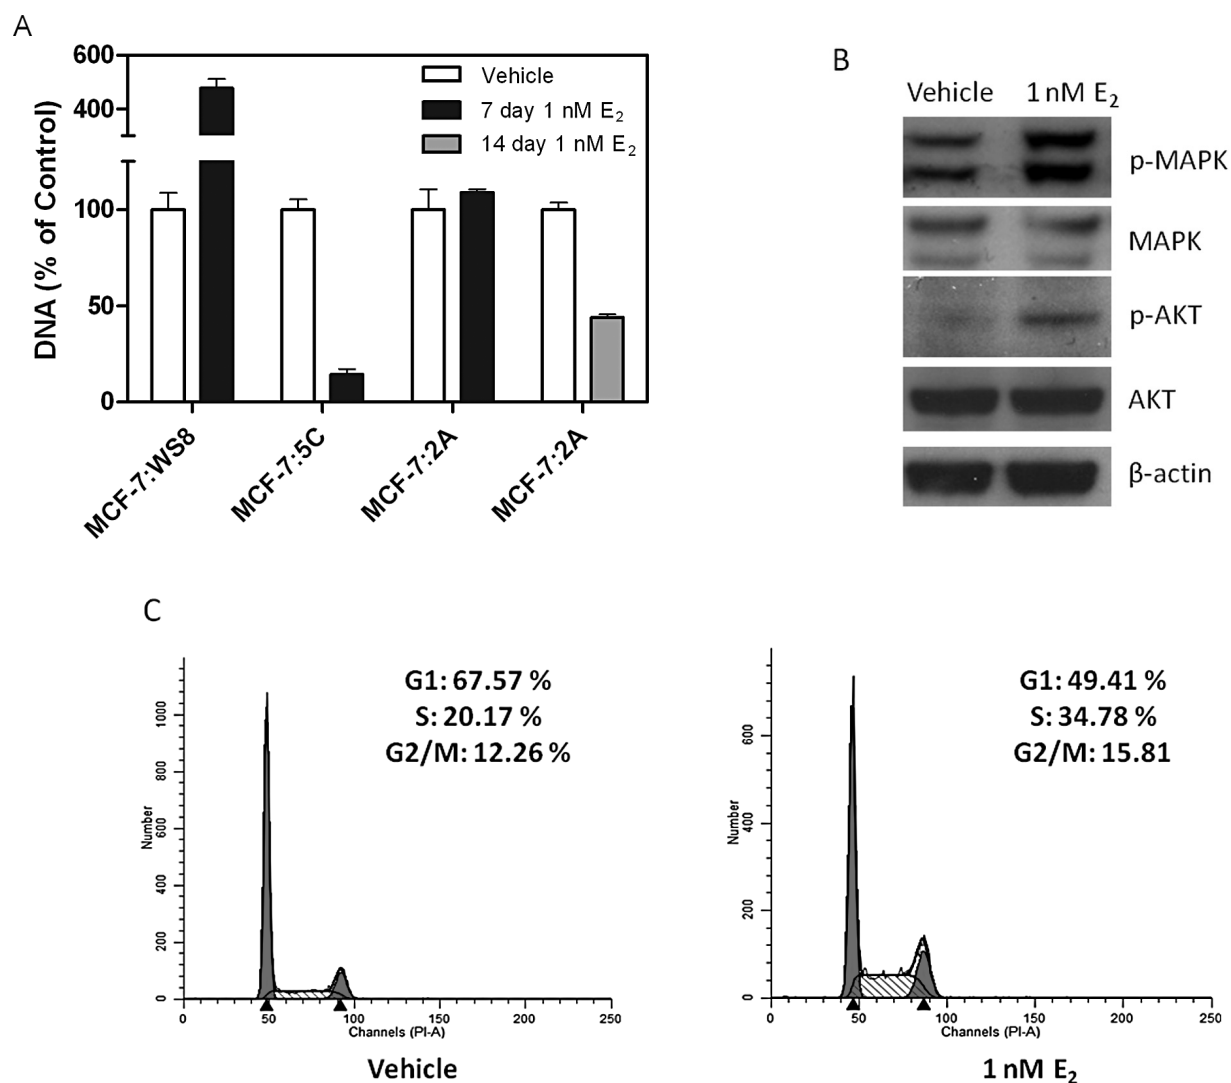 A
600
400
100
50
0
DNA (% of Control)
Vehicle
7 day 1 nM E₂
14 day 1 nM E₂
MCF-7:WS8
MCF-7:5C
MCF-7:2A
MCF-7:2A
B
Vehicle 1 nM E₂
p-MAPK
MAPK
p-AKT
AKT
β-actin
C
G1: 67.57 %
S: 20.17 %
G2/M: 12.26 %
Number
1000
800
600
400
200
0
0 50 100 150 200 250
Channels (PI-A)
Vehicle
G1: 49.41 %
S: 34.78 %
G2/M: 15.81
Number
600
400
200
0
0 50 100 150 200 250
Channels (PI-A)
1 nM E₂